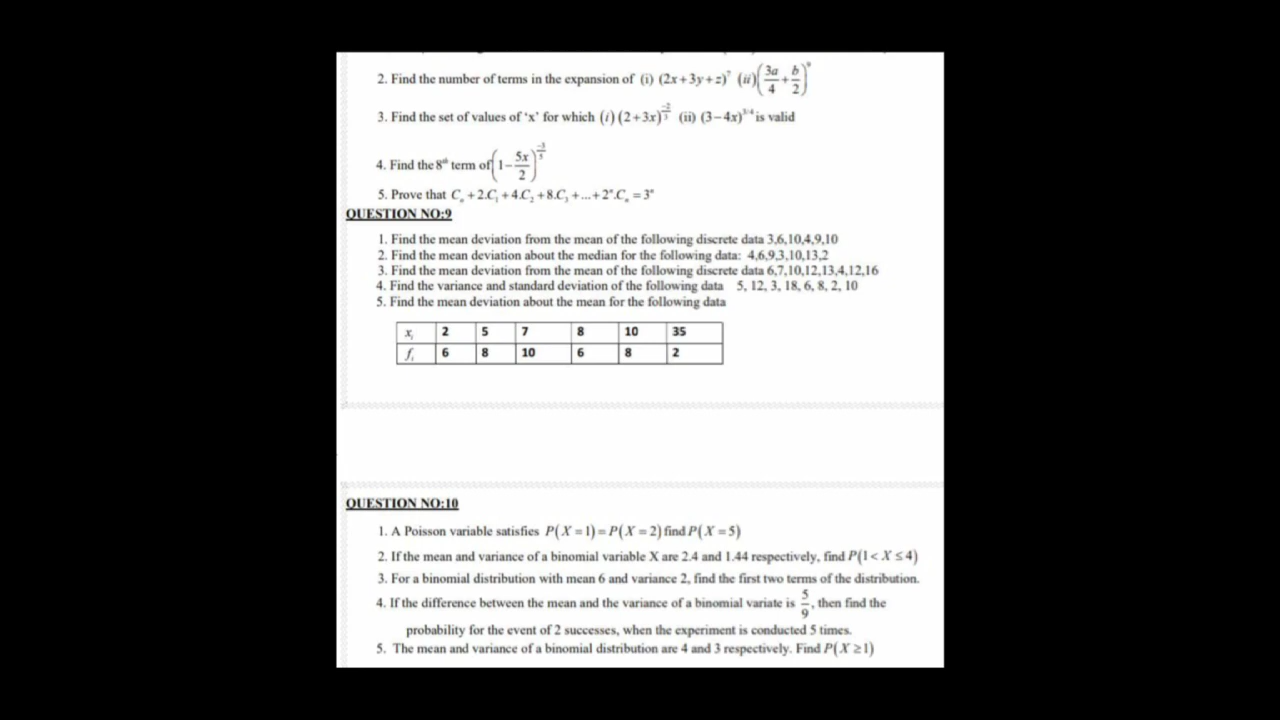 2. Find the number of terms in the expansion of (i) (2x+3y+z)^7 (ii) (3a/4 + b/2)^9
3. Find the set of values of 'x' for which (i) (2+3x)^(-2/3) (ii) (3−4x)^3/4 is valid
4. Find the 8th term of (1−5x/2)^(-3/5)
5. Prove that C_o +2.C_1 +4.C_2 +8.C_3 +...+2^n.C_n =3^n
QUESTION NO:9
1. Find the mean deviation from the mean of the following discrete data 3,6,10,4,9,10
2. Find the mean deviation about the median for the following data: 4,6,9,3,10,13,2
3. Find the mean deviation from the mean of the following discrete data 6,7,10,12,13,4,12,16
4. Find the variance and standard deviation of the following data 5, 12, 3, 18, 6, 8, 2, 10
5. Find the mean deviation about the mean for the following data
x_i 2 5 7 8 10 35
f_i 6 8 10 6 8 2
QUESTION NO:10
1. A Poisson variable satisfies P(X=1)=P(X=2) find P(X=5)
2. If the mean and variance of a binomial variable X are 2.4 and 1.44 respectively, find P(1<X≤4)
3. For a binomial distribution with mean 6 and variance 2, find the first two terms of the distribution.
4. If the difference between the mean and the variance of a binomial variate is 5/9, then find the
probability for the event of 2 successes, when the experiment is conducted 5 times.
5. The mean and variance of a binomial distribution are 4 and 3 respectively. Find P(X≥1)